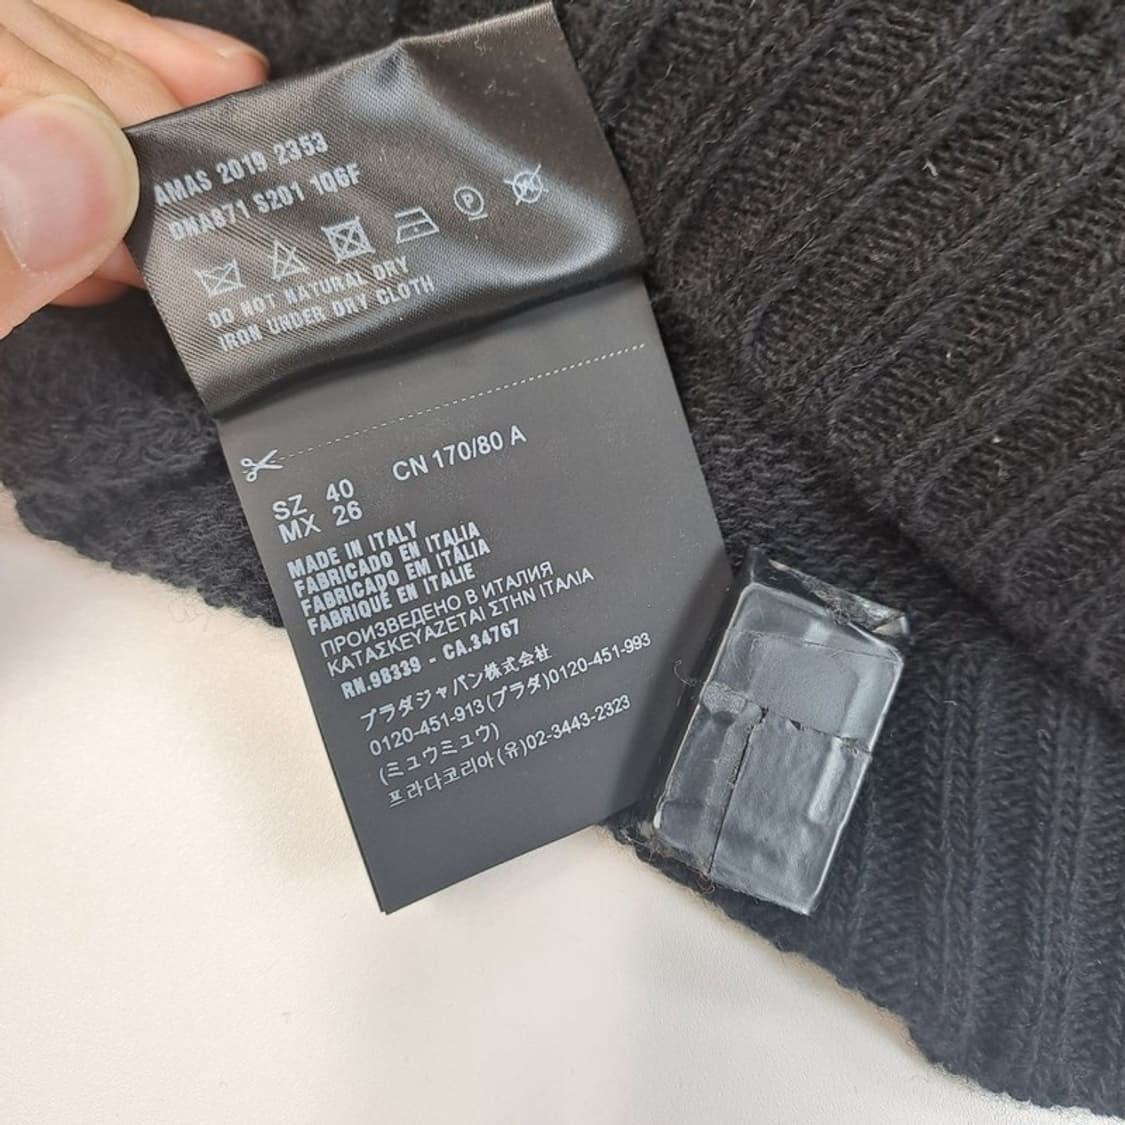 AMAS 2019 2353
DNA871 S201 1Q6F
DO NOT NATURAL DRY
IRON UNDER DRY CLOTH
CN 170/80 A
SZ 40
MX 26
MADE IN ITALY
FABRICADO EN ITALIA
FABRICADO EM ITÁLIA
FABRIQUÉ EN ITALIE
ПРОИЗВЕДЕНО В ИТАЛИЯ
ΚΑΤΑΣΚΕΥΑΖΕΤΑΙ ΣΤΗΝ ΙΤΑΛΙΑ
RN.98339 - CA.34767
プラダジャパン株式会社
0120-451-913(プラダ)0120-451-993
(ミュウミュウ)
프라다코리아(유)02-3443-2323